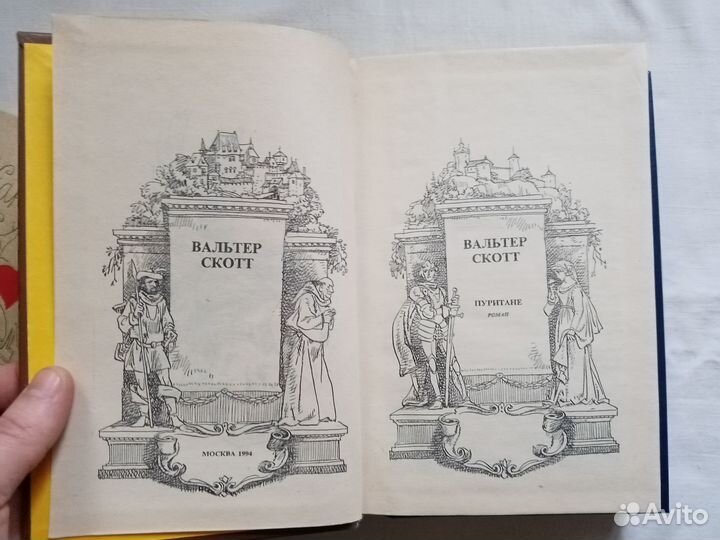 ВАЛЬТЕР
СКОТТ
МОСКВА 1994
ВАЛЬТЕР
СКОТТ
ПУРИТАНЕ
РОМАН
Avito